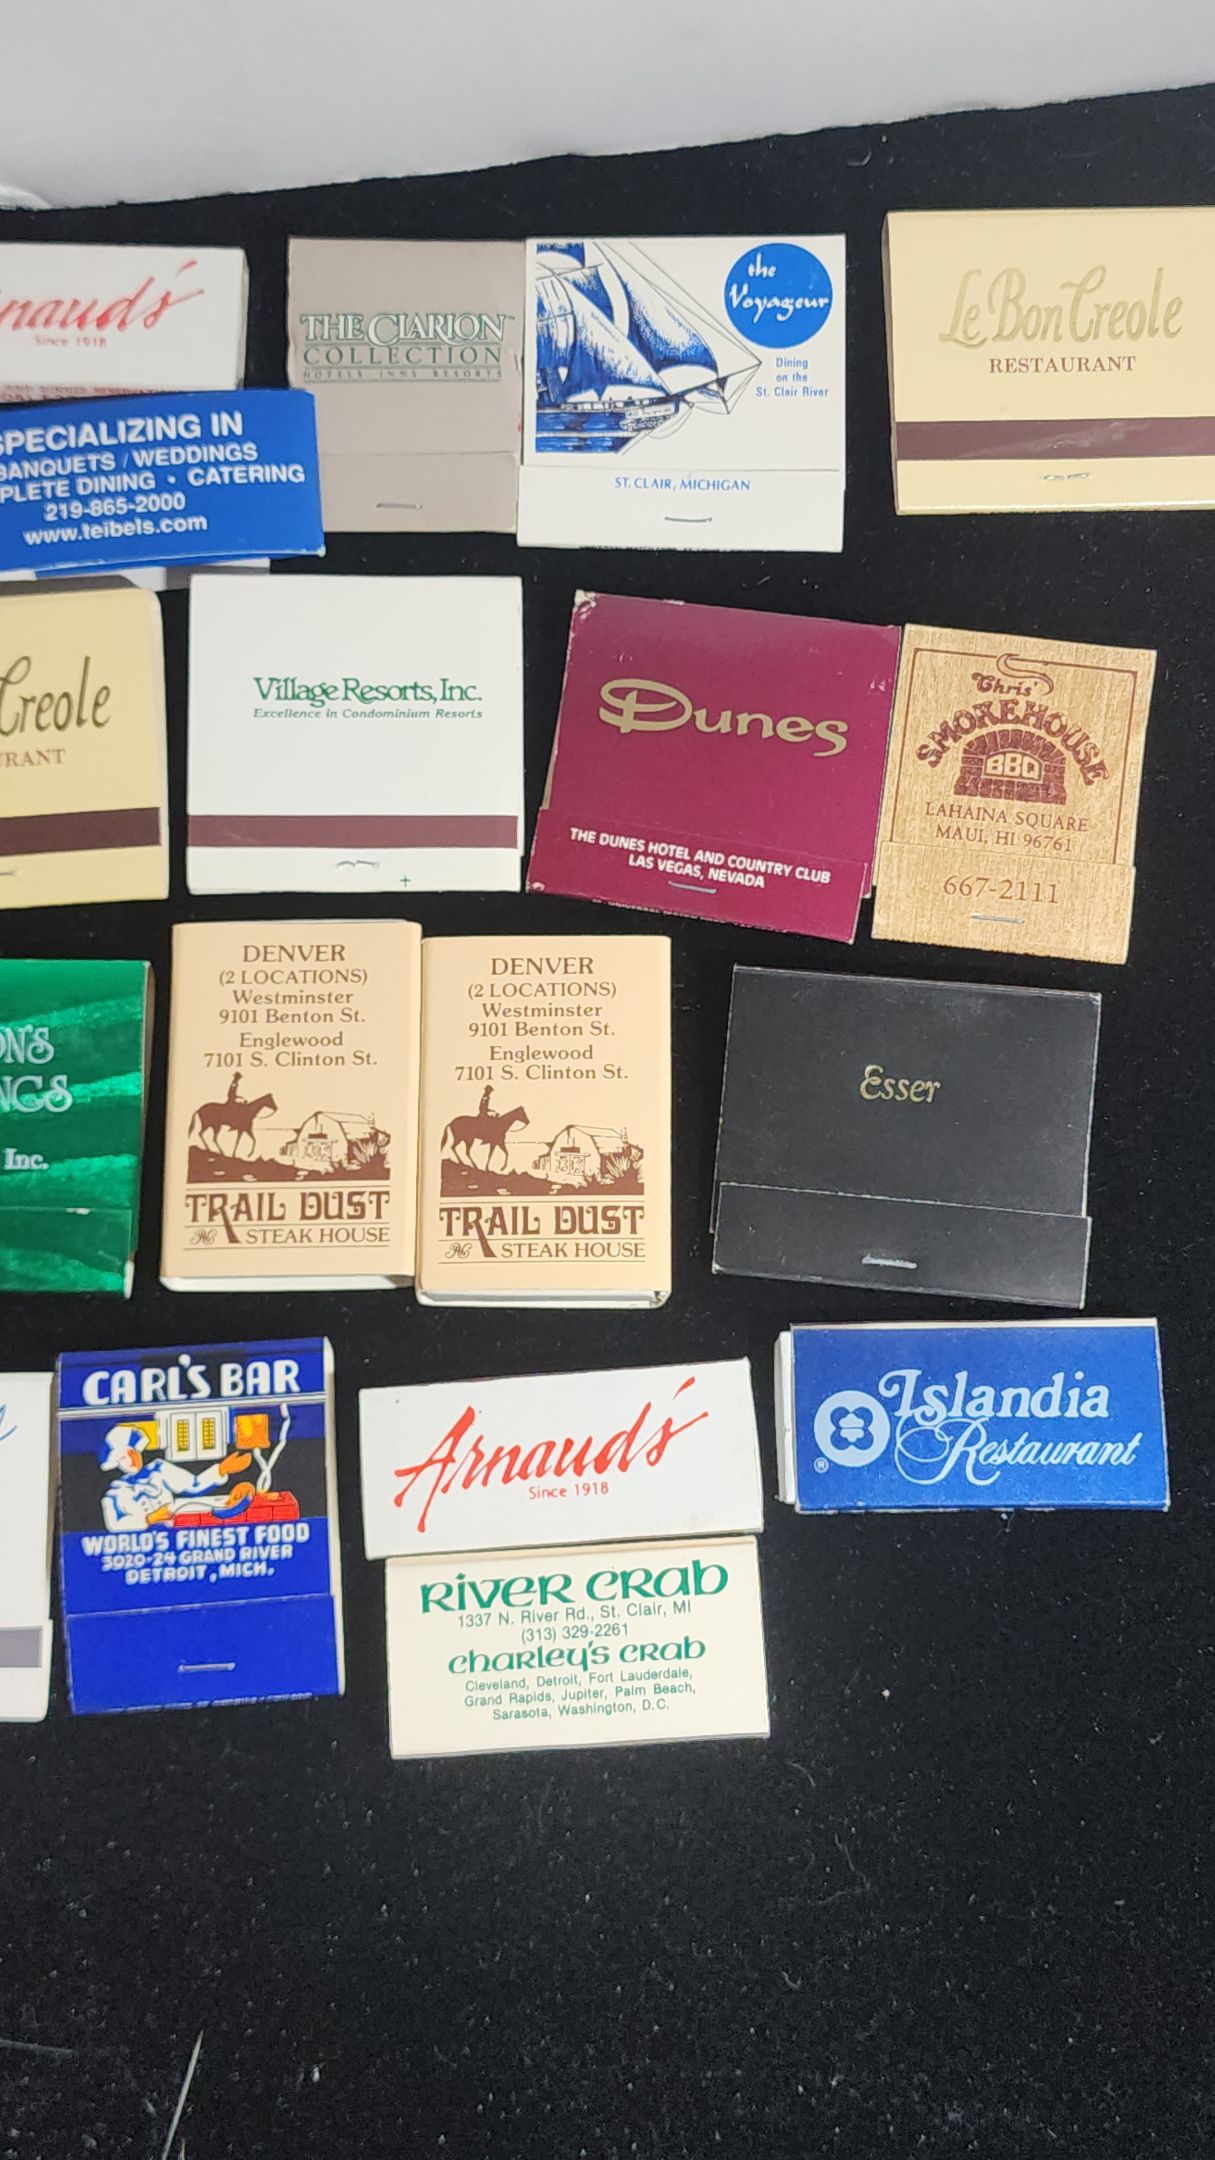 naud's
Since 1918
SPECIALIZING IN
BANQUETS / WEDDINGS
PLETE DINING • CATERING
219-865-2000
www.teibels.com
THE CLARION
COLLECTION
HOTELS INNS RESORTS
the
Voyageur
Dining
on the
St. Clair River
ST. CLAIR, MICHIGAN
Le Bon Creole
RESTAURANT
Creole
RANT
Village Resorts, Inc.
Excellence in Condominium Resorts
Dunes
THE DUNES HOTEL AND COUNTRY CLUB
LAS VEGAS, NEVADA
Chris'
SMOKEHOUSE
BBQ
LAHAINA SQUARE
MAUI, HI 96761
667-2111
ONS
NGS
Inc.
DENVER
(2 LOCATIONS)
Westminster
9101 Benton St.
Englewood
7101 S. Clinton St.
TRAIL DUST
STEAK HOUSE
DENVER
(2 LOCATIONS)
Westminster
9101 Benton St.
Englewood
7101 S. Clinton St.
TRAIL DUST
STEAK HOUSE
Esser
CARL'S BAR
WORLD'S FINEST FOOD
3020-24 GRAND RIVER
DETROIT, MICH.
Arnaud's
Since 1918
Islandia
Restaurant
®
RIVER CRAB
1337 N. River Rd., St. Clair, MI
(313) 329-2261
charley's crab
Cleveland, Detroit, Fort Lauderdale,
Grand Rapids, Jupiter, Palm Beach,
Sarasota, Washington, D.C.